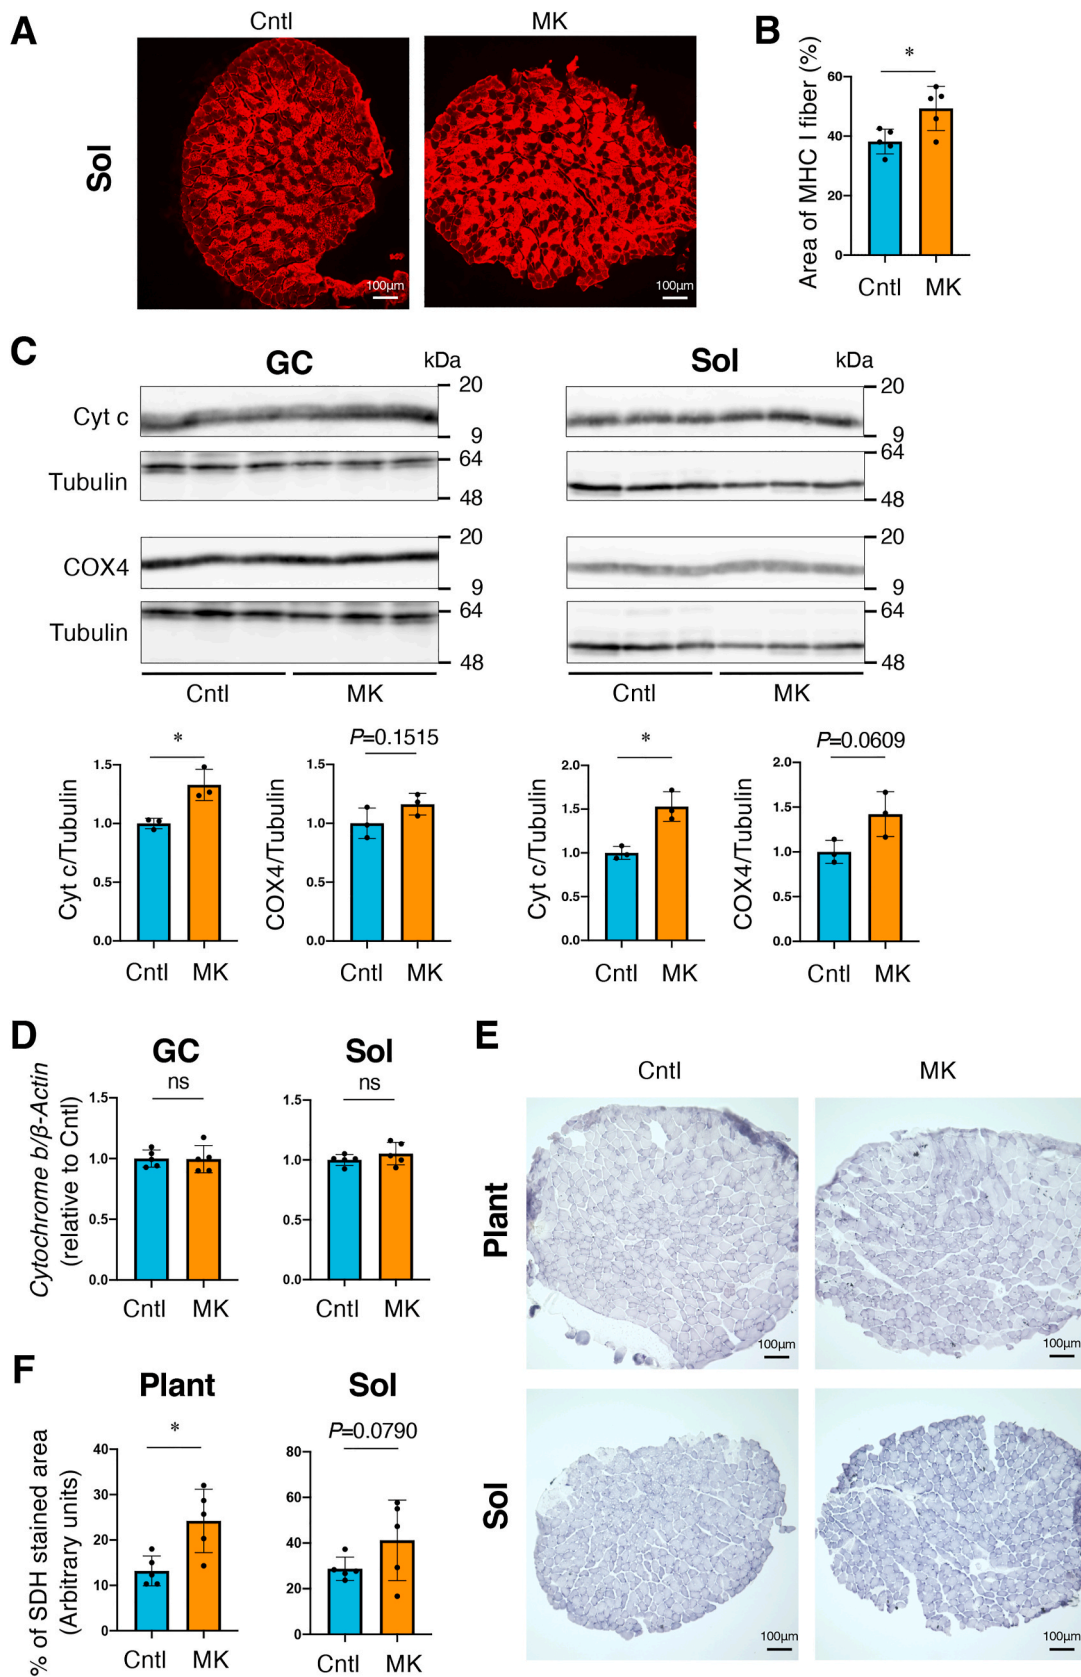 A
Cntl
MK
Sol
100µm
100µm
B
*
Area of MHC I fiber (%)
60
40
20
0
Cntl
MK
C
GC
kDa
Cyt c
20
9
Tubulin
64
48
COX4
20
9
Tubulin
64
48
Cntl
MK
Sol
kDa
20
9
64
48
20
9
64
48
Cntl
MK
*
Cyt c/Tubulin
1.5
1.0
0.5
0.0
Cntl
MK
P=0.1515
COX4/Tubulin
1.5
1.0
0.5
0.0
Cntl
MK
*
Cyt c/Tubulin
2.0
1.5
1.0
0.5
0.0
Cntl
MK
P=0.0609
COX4/Tubulin
2.0
1.5
1.0
0.5
0.0
Cntl
MK
D
GC
ns
Cytochrome b/β-Actin
(relative to Cntl)
1.5
1.0
0.5
0.0
Cntl
MK
Sol
ns
1.5
1.0
0.5
0.0
Cntl
MK
E
Cntl
MK
Plant
100µm
100µm
Sol
100µm
100µm
F
Plant
*
% of SDH stained area
(Arbitrary units)
40
30
20
10
0
Cntl
MK
Sol
P=0.0790
80
60
40
20
0
Cntl
MK